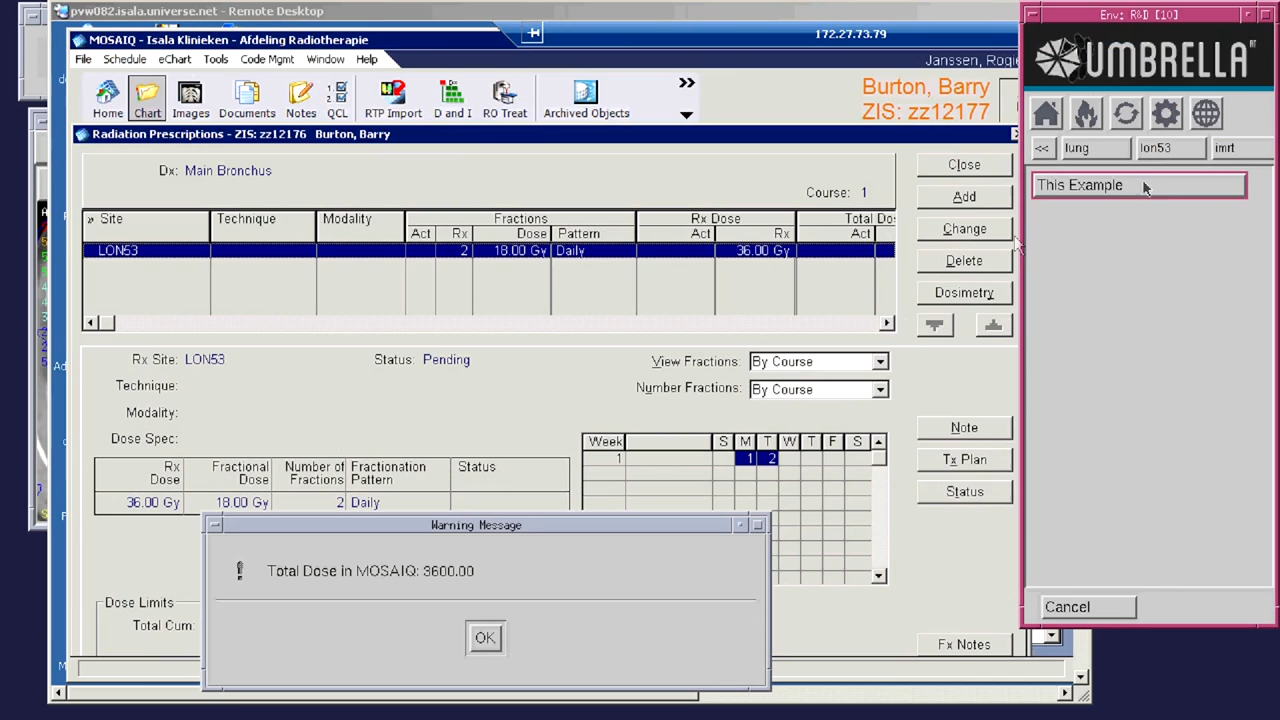 pvw082.isala.universe.net - Remote Desktop
MOSAIQ - Isala Klinieken - Afdeling Radiotherapie
172.27.73.79
File Schedule eChart Tools Code Mgmt Window Help
Janssen, Rogie
Home Chart Images Documents Notes QCL RTP Import D and I RO Treat Archived Objects
Burton, Barry
ZIS: zz12177
Radiation Prescriptions - ZIS: zz12176 Burton, Barry
Dx: Main Bronchus
Course: 1
» Site Technique Modality Fractions Rx Dose Total Do
Act Rx Dose Pattern Act Rx Act
LON53 2 18.00 Gy Daily 36.00 Gy
Close
Add
Change
Delete
Dosimetry
Rx Site: LON53 Status: Pending
Technique:
Modality:
Dose Spec:
View Fractions: By Course
Number Fractions: By Course
Rx Dose Fractional Dose Number of Fractions Fractionation Pattern Status
36.00 Gy 18.00 Gy 2 Daily
Week S M T W T F S
1 1 2
Note
Tx Plan
Status
Fx Notes
Dose Limits
Total Cum:
Warning Message
! Total Dose in MOSAIQ: 3600.00
OK
Env: R&D [10]
UMBRELLA
<< lung lon53 imrt
This Example
Cancel